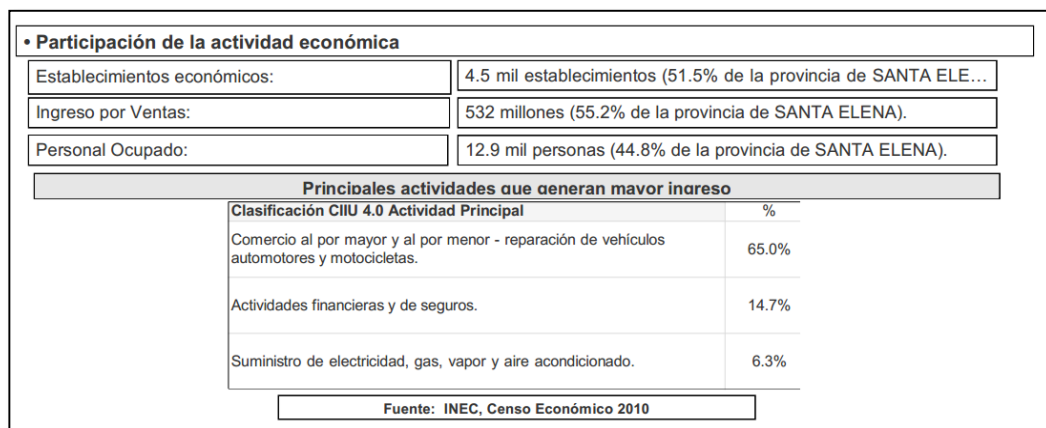 • Participación de la actividad económica
Establecimientos económicos: 4.5 mil establecimientos (51.5% de la provincia de SANTA ELE...
Ingreso por Ventas: 532 millones (55.2% de la provincia de SANTA ELENA).
Personal Ocupado: 12.9 mil personas (44.8% de la provincia de SANTA ELENA).
Principales actividades que generan mayor ingreso
Clasificación CIIU 4.0 Actividad Principal %
Comercio al por mayor y al por menor - reparación de vehículos
automotores y motocicletas. 65.0%
Actividades financieras y de seguros. 14.7%
Suministro de electricidad, gas, vapor y aire acondicionado. 6.3%
Fuente: INEC, Censo Económico 2010